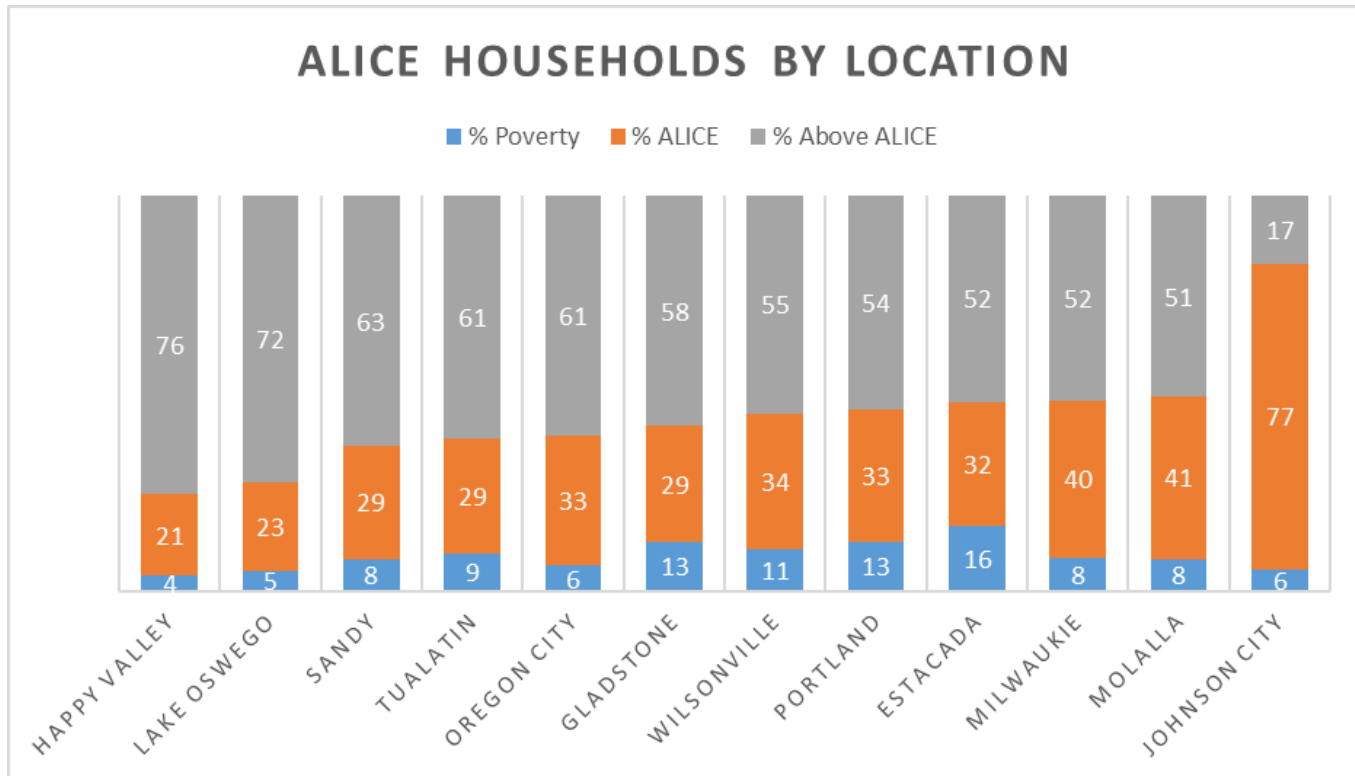 ALICE HOUSEHOLDS BY LOCATION
% Poverty % ALICE % Above ALICE
76 72 63 61 61 58 55 54 52 52 51 17
21 23 29 29 33 29 34 33 32 40 41 77
4 5 8 9 6 13 11 13 16 8 8 6
HAPPY VALLEY
LAKE OSWEGO
SANDY
TUALATIN
OREGON CITY
GLADSTONE
WILSONVILLE
PORTLAND
ESTACADA
MILWAUKIE
MOLALLA
JOHNSON CITY